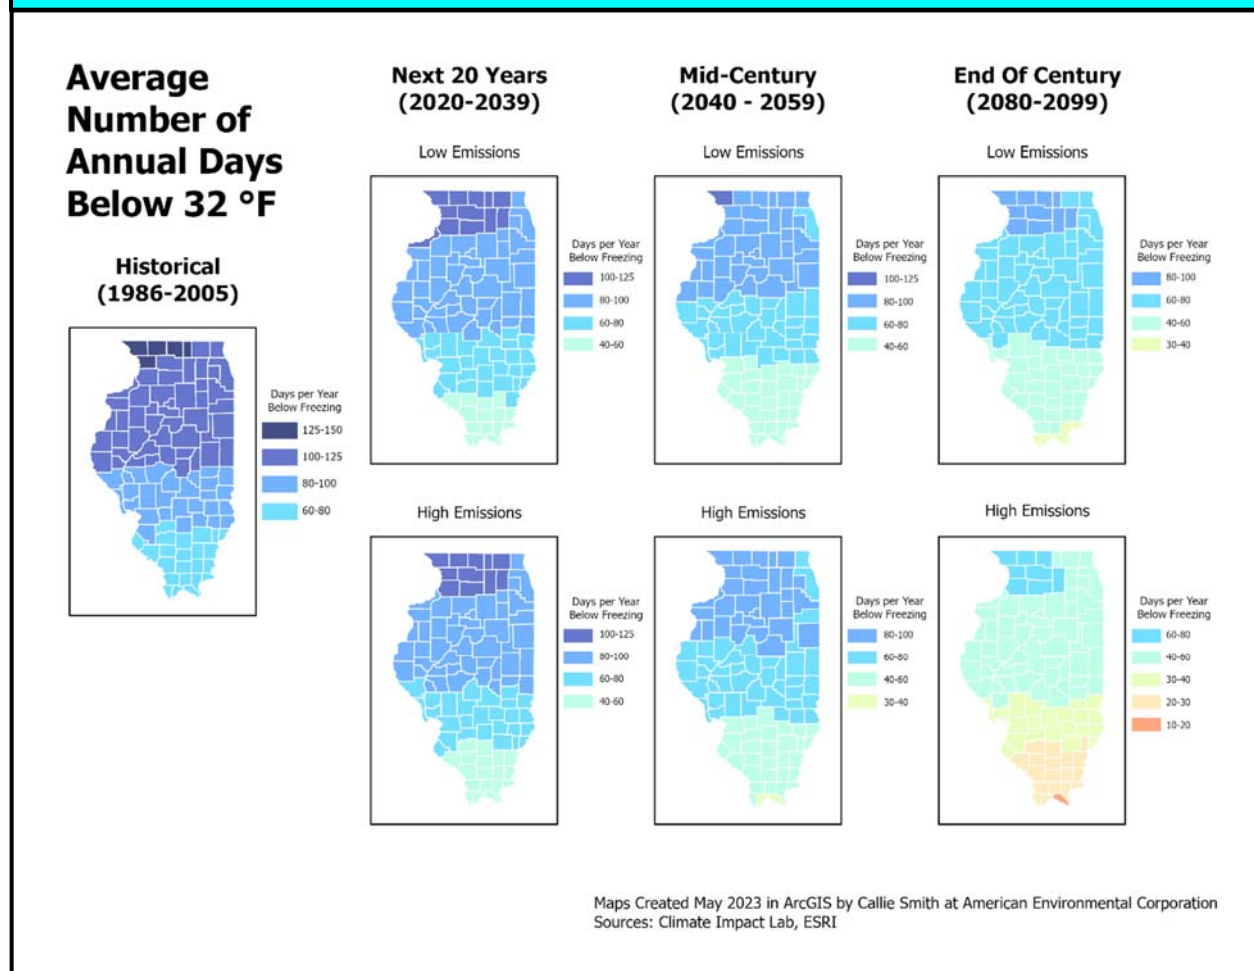 Average
Number of
Annual Days
Below 32 °F
Historical
(1986-2005)
Days per Year
Below Freezing
125-150
100-125
80-100
60-80
Next 20 Years
(2020-2039)
Low Emissions
Days per Year
Below Freezing
100-125
80-100
60-80
40-60
High Emissions
Days per Year
Below Freezing
100-125
80-100
60-80
40-60
Mid-Century
(2040 - 2059)
Low Emissions
Days per Year
Below Freezing
100-125
80-100
60-80
40-60
High Emissions
Days per Year
Below Freezing
80-100
60-80
40-60
30-40
End Of Century
(2080-2099)
Low Emissions
Days per Year
Below Freezing
80-100
60-80
40-60
30-40
High Emissions
Days per Year
Below Freezing
60-80
40-60
30-40
20-30
10-20
Maps Created May 2023 in ArcGIS by Callie Smith at American Environmental Corporation
Sources: Climate Impact Lab, ESRI